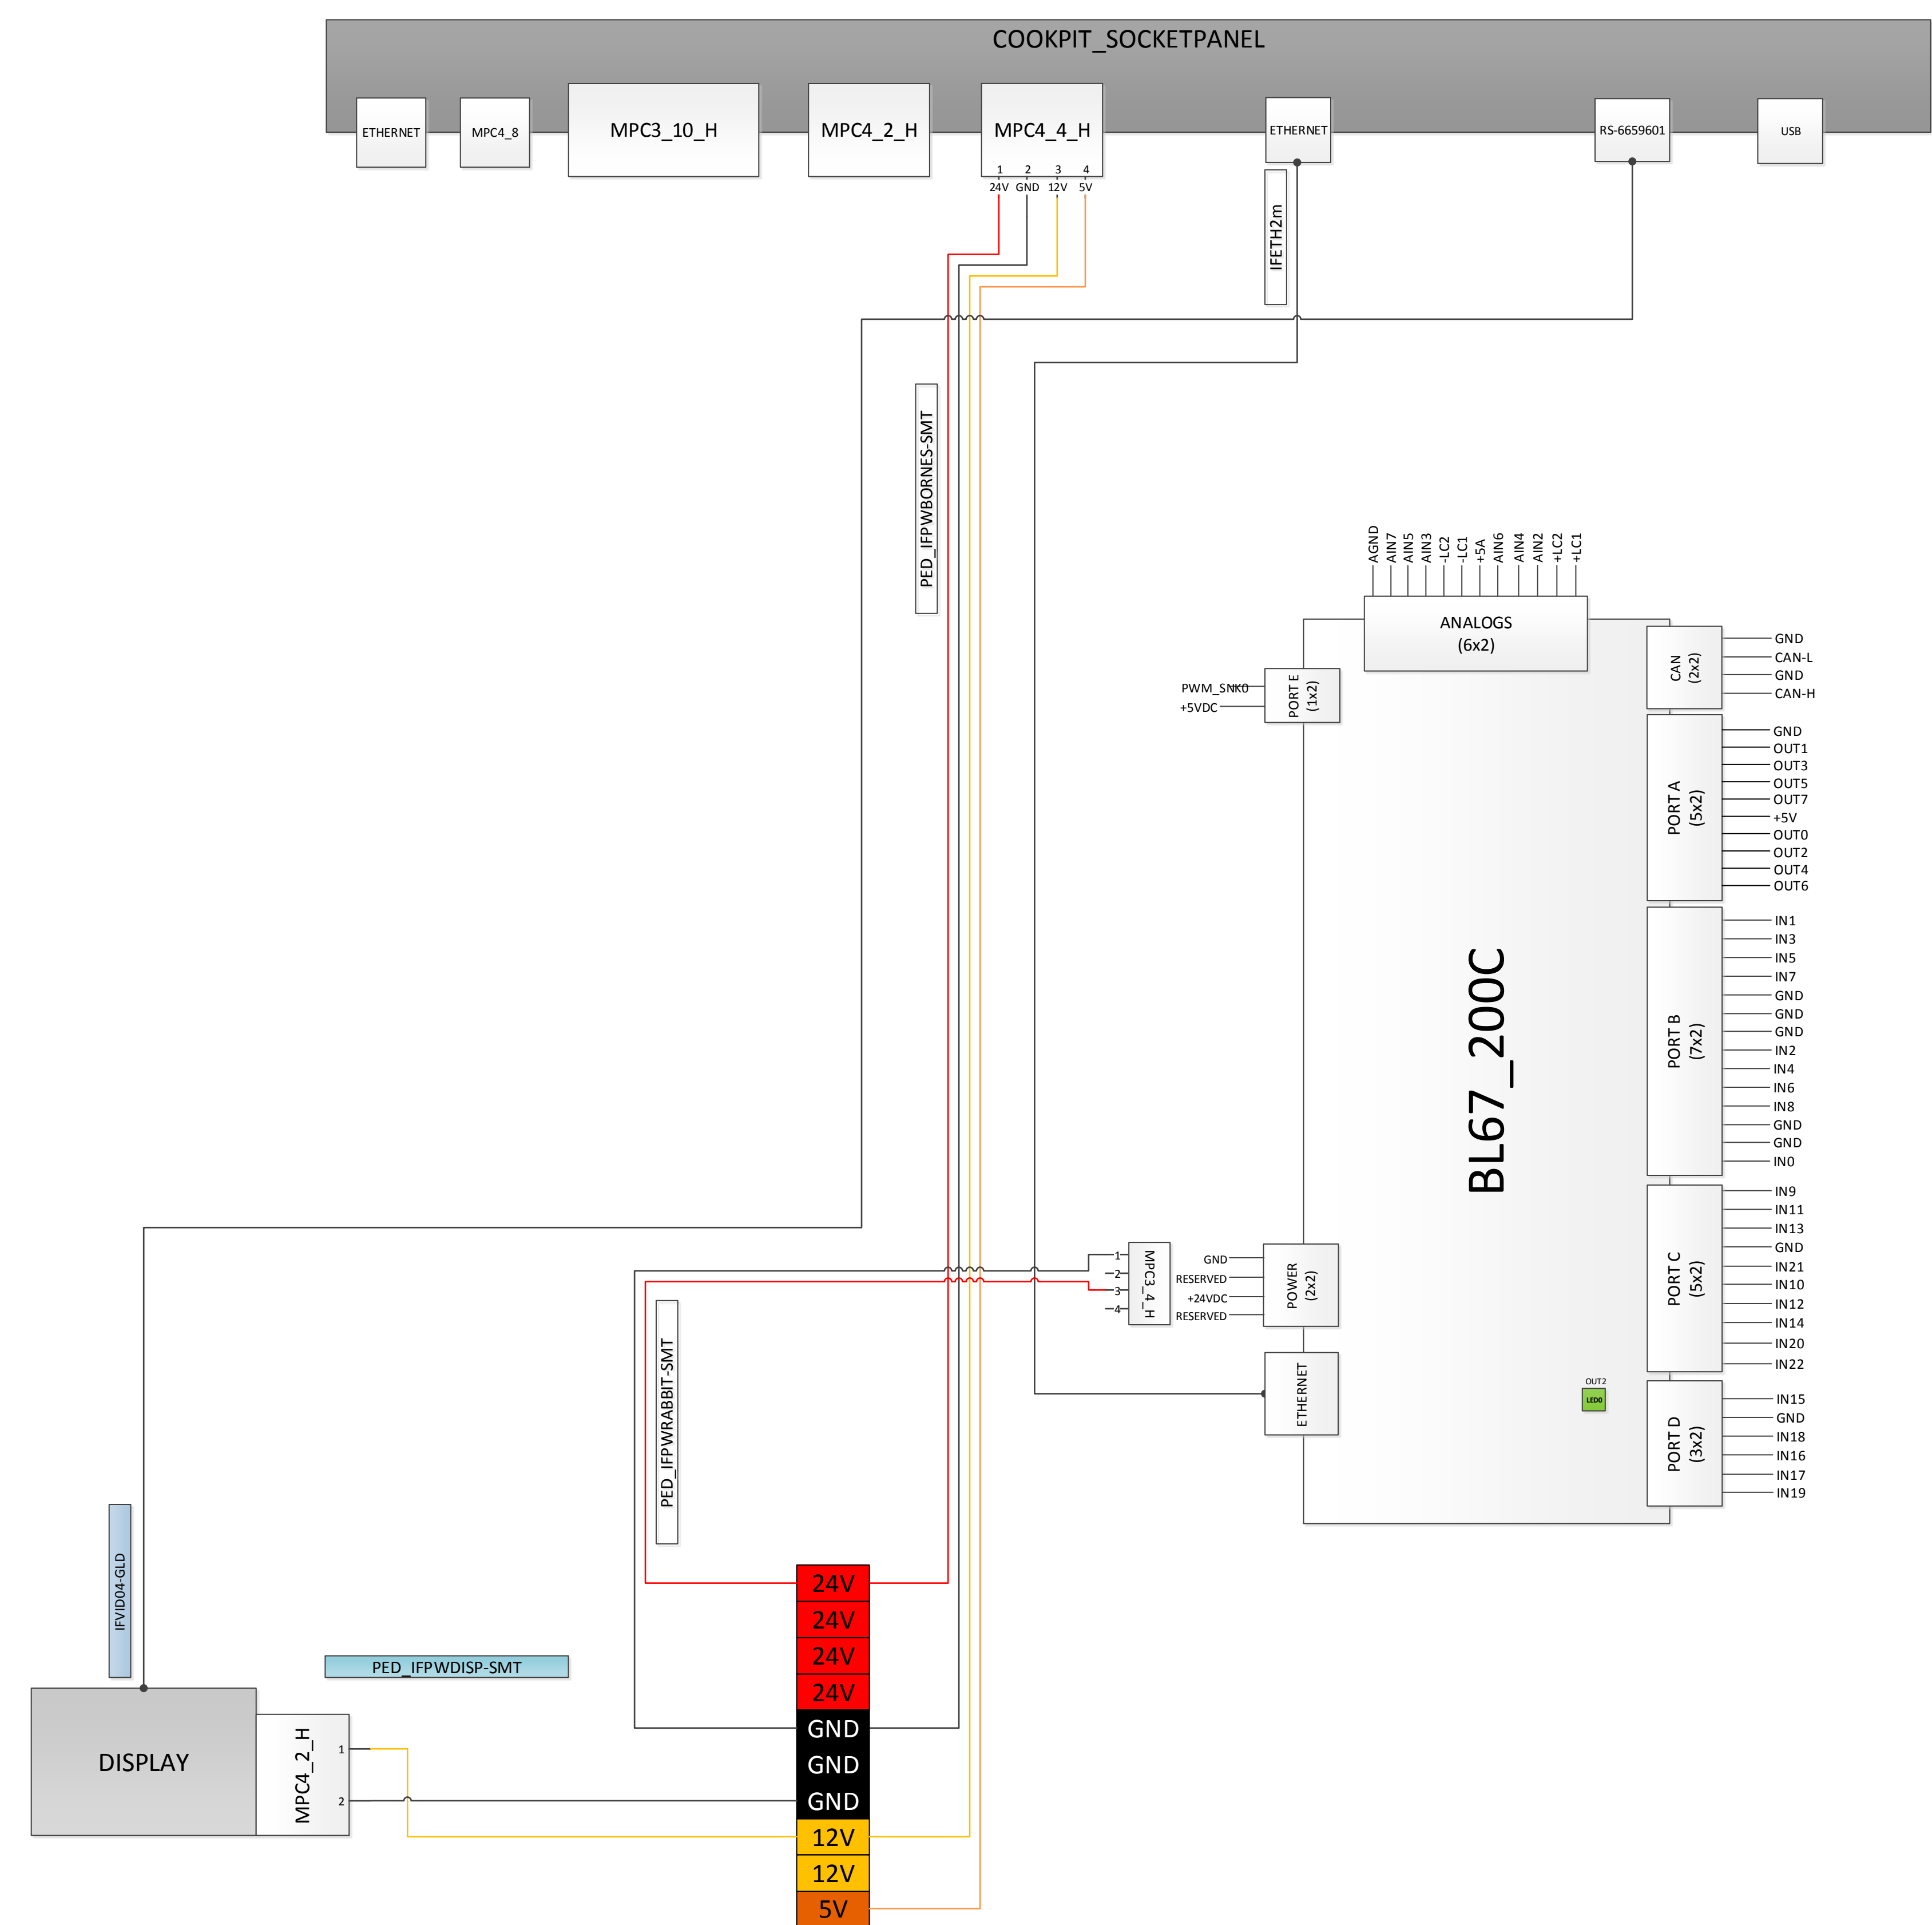 COOKPIT_SOCKETPANEL
ETHERNET
MPC4_8
MPC3_10_H
MPC4_2_H
MPC4_4_H
ETHERNET
RS-6659601
USB
1 2 3 4
24V GND 12V 5V
IFETH2m
PED_IFPWBORNES-SMT
AGND
AIN7
AIN5
AIN3
-LC2
-LC1
+5A
AIN6
AIN4
AIN2
+LC2
+LC1
ANALOGS
(6x2)
PWM_SNK0
+5VDC
PORT E
(1x2)
CAN
(2x2)
GND
CAN-L
GND
CAN-H
PORT A
(5x2)
GND
OUT1
OUT3
OUT5
OUT7
+5V
OUT0
OUT2
OUT4
OUT6
BL67_200C
PORT B
(7x2)
IN1
IN3
IN5
IN7
GND
GND
GND
IN2
IN4
IN6
IN8
GND
GND
IN0
PORT C
(5x2)
IN9
IN11
IN13
GND
IN21
IN10
IN12
IN14
IN20
IN22
1
2
3
4
MPC3_4_H
GND
RESERVED
+24VDC
RESERVED
POWER
(2x2)
ETHERNET
OUT2
LED0
PORT D
(3x2)
IN15
GND
IN18
IN16
IN17
IN19
PED_IFPWRABBIT-SMT
IFVID04-GLD
PED_IFPWDISP-SMT
DISPLAY
MPC4_2_H
1
2
24V
24V
24V
24V
GND
GND
GND
12V
12V
5V